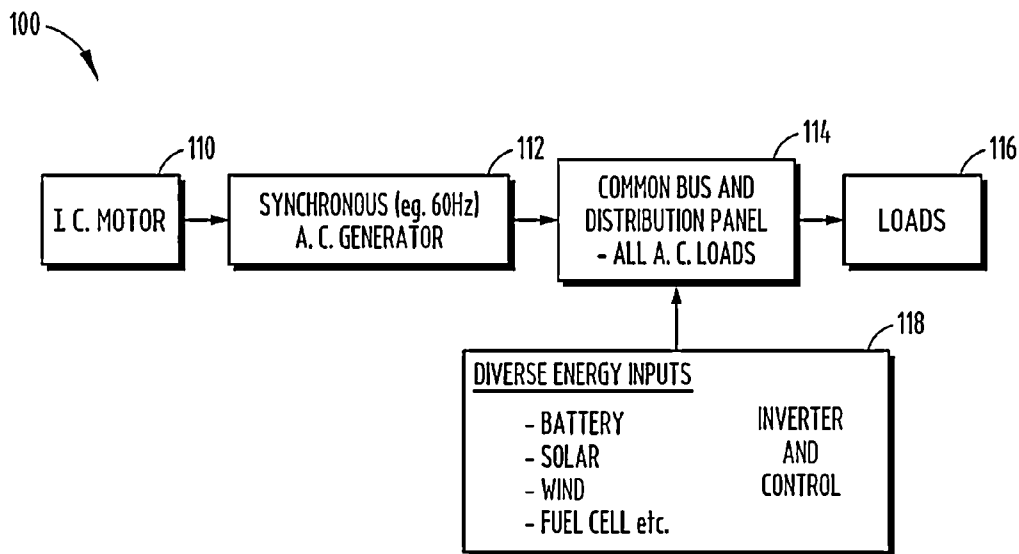 100
110
112
114
116
I. C. MOTOR
SYNCHRONOUS (eg. 60Hz)
A. C. GENERATOR
COMMON BUS AND
DISTRIBUTION PANEL
- ALL A. C. LOADS
LOADS
118
DIVERSE ENERGY INPUTS
- BATTERY
- SOLAR
- WIND
- FUEL CELL etc.
INVERTER
AND
CONTROL